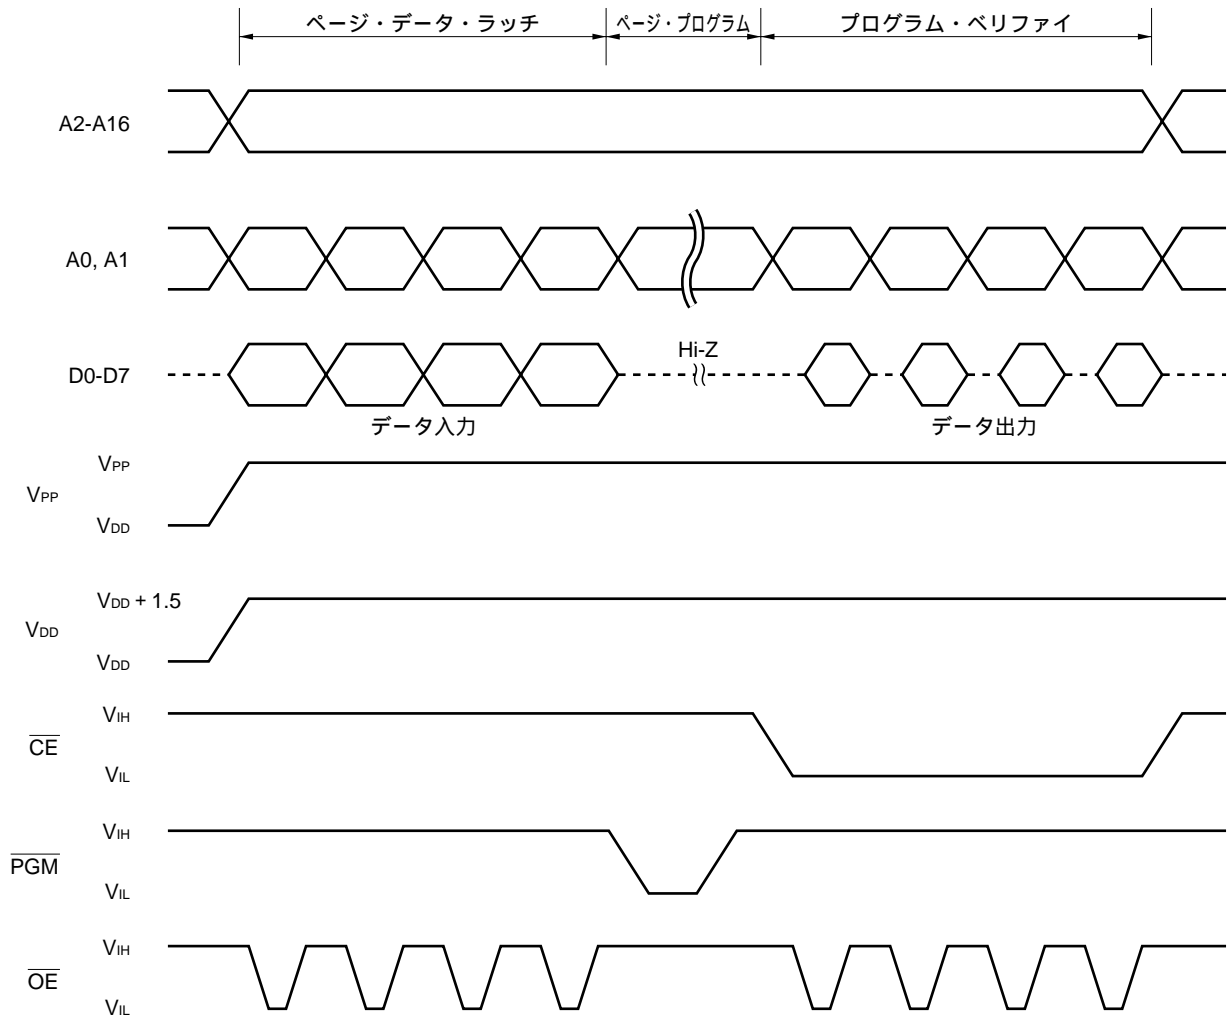 ページ・データ・ラッチ
ページ・プログラム
プログラム・ベリファイ
A2-A16
A0, A1
D0-D7
Hi-Z
データ入力
データ出力
VPP
VPP
VDD
VDD + 1.5
VDD
VDD
VIH
CE
VIL
VIH
PGM
VIL
VIH
OE
VIL